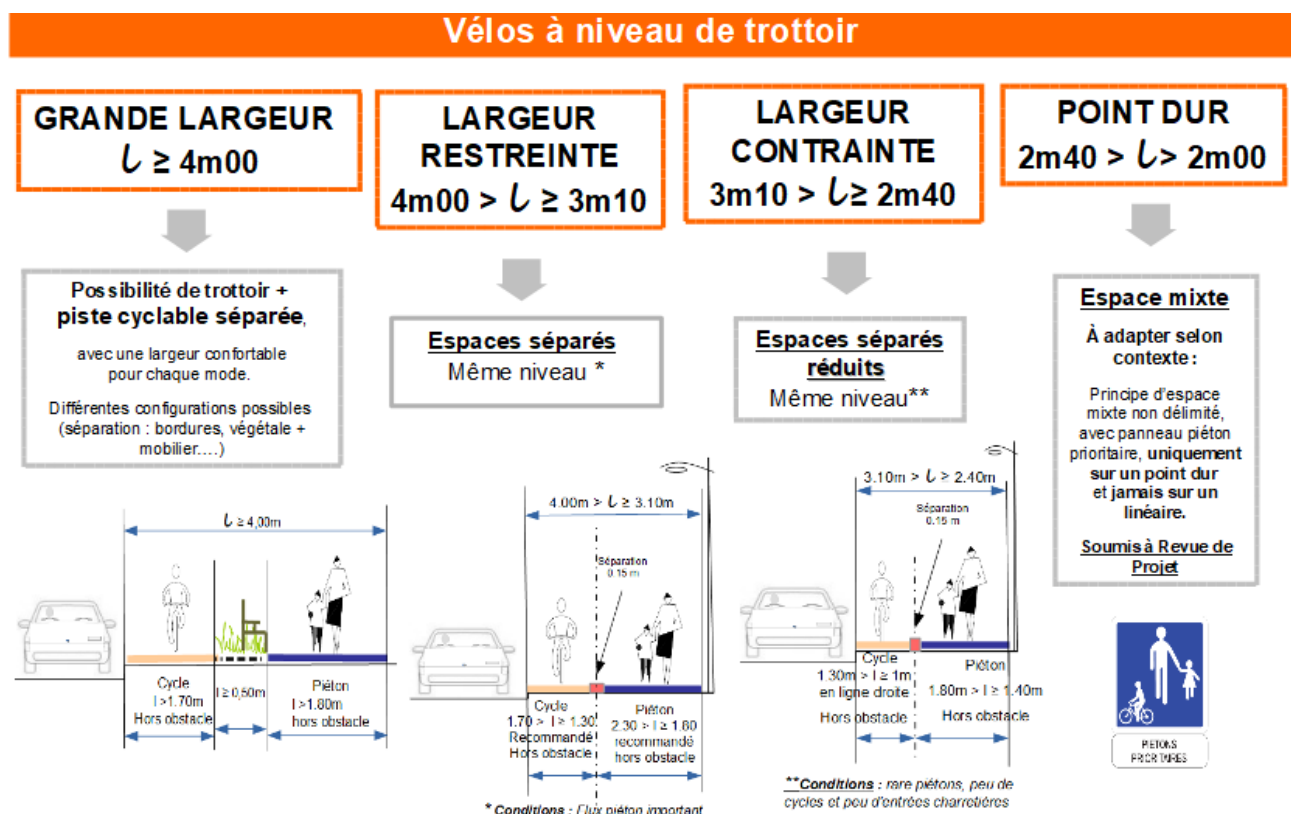 Vélos à niveau de trottoir
GRANDE LARGEUR
L ≥ 4m00
Possibilité de trottoir +
piste cyclable séparée,
avec une largeur confortable
pour chaque mode.
Différentes configurations possibles
(séparation : bordures, végétale +
mobilier....)
L ≥ 4,00m
Cycle
l >1.70m
Hors obstacle
l ≥ 0,50m
Piéton
l >1.80m
hors obstacle
LARGEUR
RESTREINTE
4m00 > L ≥ 3m10
Espaces séparés
Même niveau *
4.00m > L ≥ 3.10m
Séparation
0.15 m
Cycle
1.70 > l ≥ 1.30
Recommandé
Hors obstacle
Piéton
2.30 > l ≥ 1.80
recommandé
hors obstacle
* Conditions : Flux piéton important
LARGEUR
CONTRAINTE
3m10 > L ≥ 2m40
Espaces séparés
réduits
Même niveau**
3.10m > L ≥ 2.40m
Séparation
0.15 m
Cycle
1.30m > l ≥ 1m
en ligne droite
Hors obstacle
Piéton
1.80m > l ≥ 1.40m
Hors obstacle
**Conditions : rare piétons, peu de
cycles et peu d'entrées charretières
POINT DUR
2m40 > L > 2m00
Espace mixte
À adapter selon
contexte :
Principe d'espace
mixte non délimité,
avec panneau piéton
prioritaire, uniquement
sur un point dur
et jamais sur un
linéaire.
Soumis à Revue de
Projet
PIETONS
PRIORITAIRES